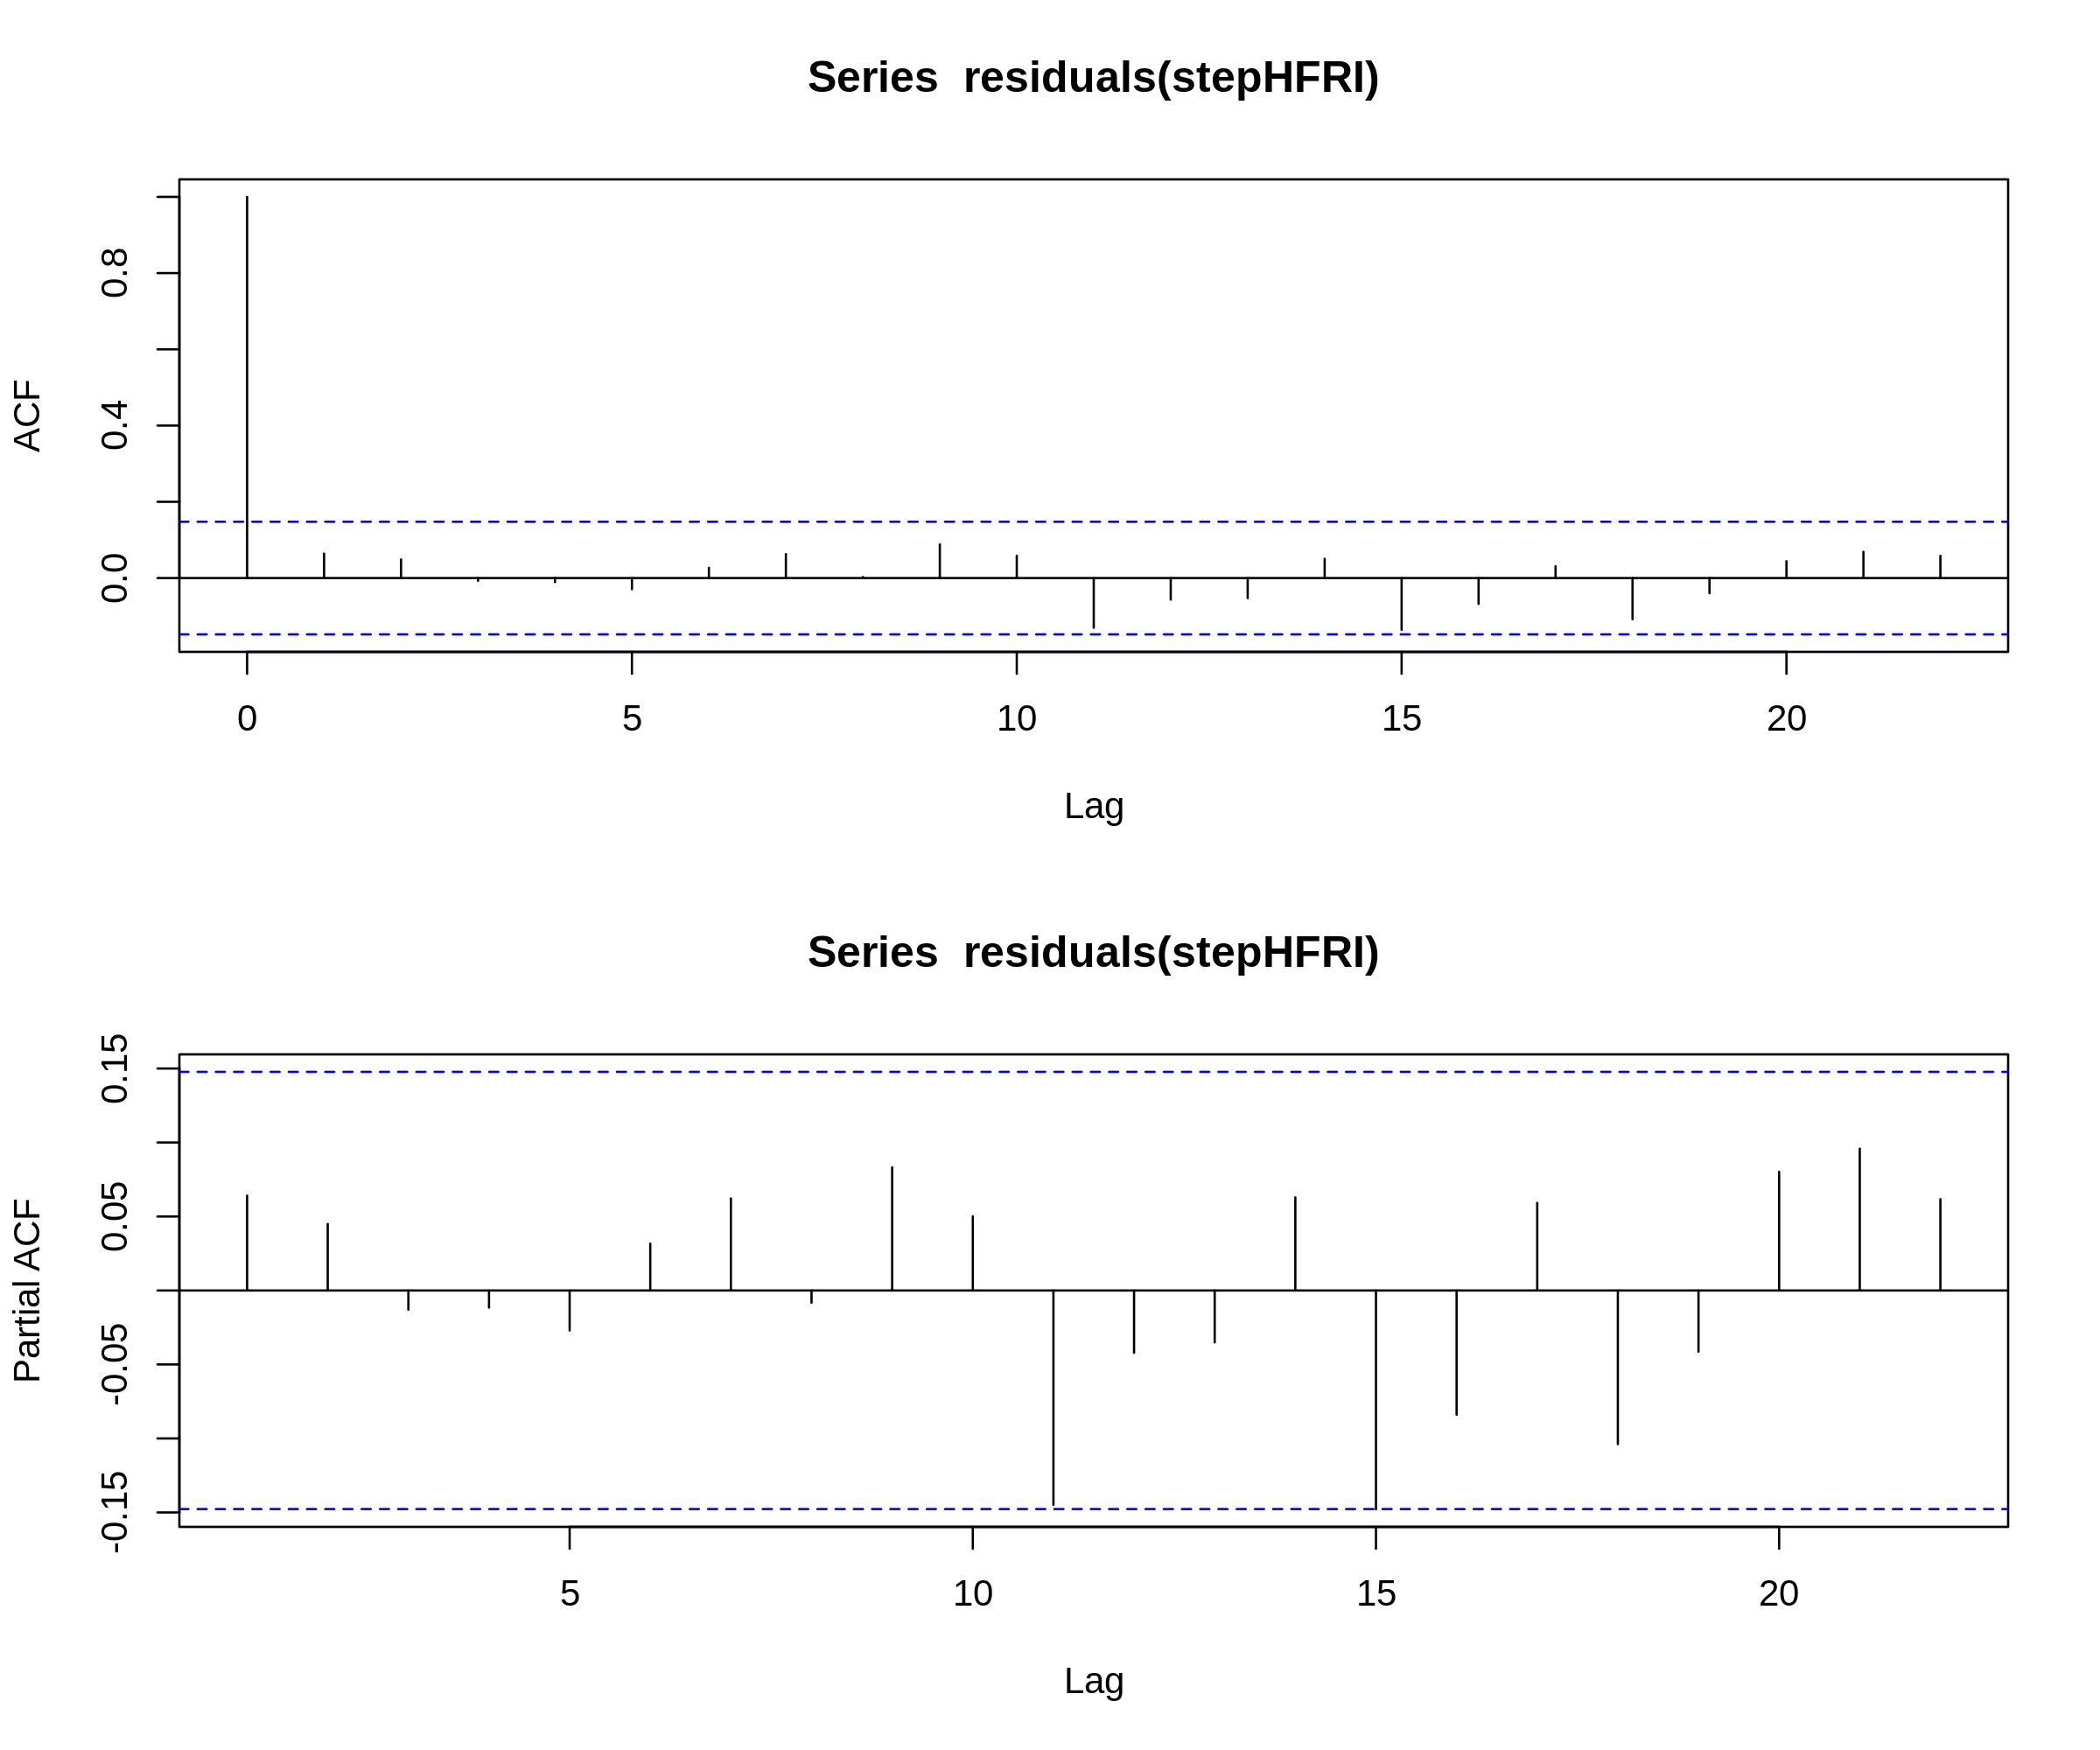 Series  residuals(stepHFRI)
ACF
0.8
0.4
0.0
0 5 10 15 20
Lag
Series  residuals(stepHFRI)
Partial ACF
0.15
0.05
-0.05
-0.15
5 10 15 20
Lag